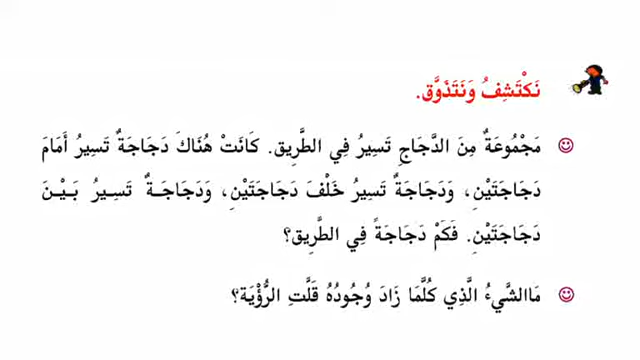 نَكْتَشِفُ وَنَتَذَوَّق.
مَجْمُوعَةٌ مِنَ الدَّجَاجِ تَسِيرُ فِي الطَّرِيق. كَانَتْ هُنَاكَ دَجَاجَةٌ تَسِيرُ أَمَامَ
دَجَاجَتَيْنِ، وَدَجَاجَةٌ تَسِيرُ خَلْفَ دَجَاجَتَيْنِ، وَدَجَاجَةٌ تَسِيرُ بَيْنَ
دَجَاجَتَيْنِ. فَكَمْ دَجَاجَةً فِي الطَّرِيق؟
مَاالشَّيءُ الَّذِي كُلَّمَا زَادَ وُجُودُهُ قَلَّتِ الرُّؤْيَة؟